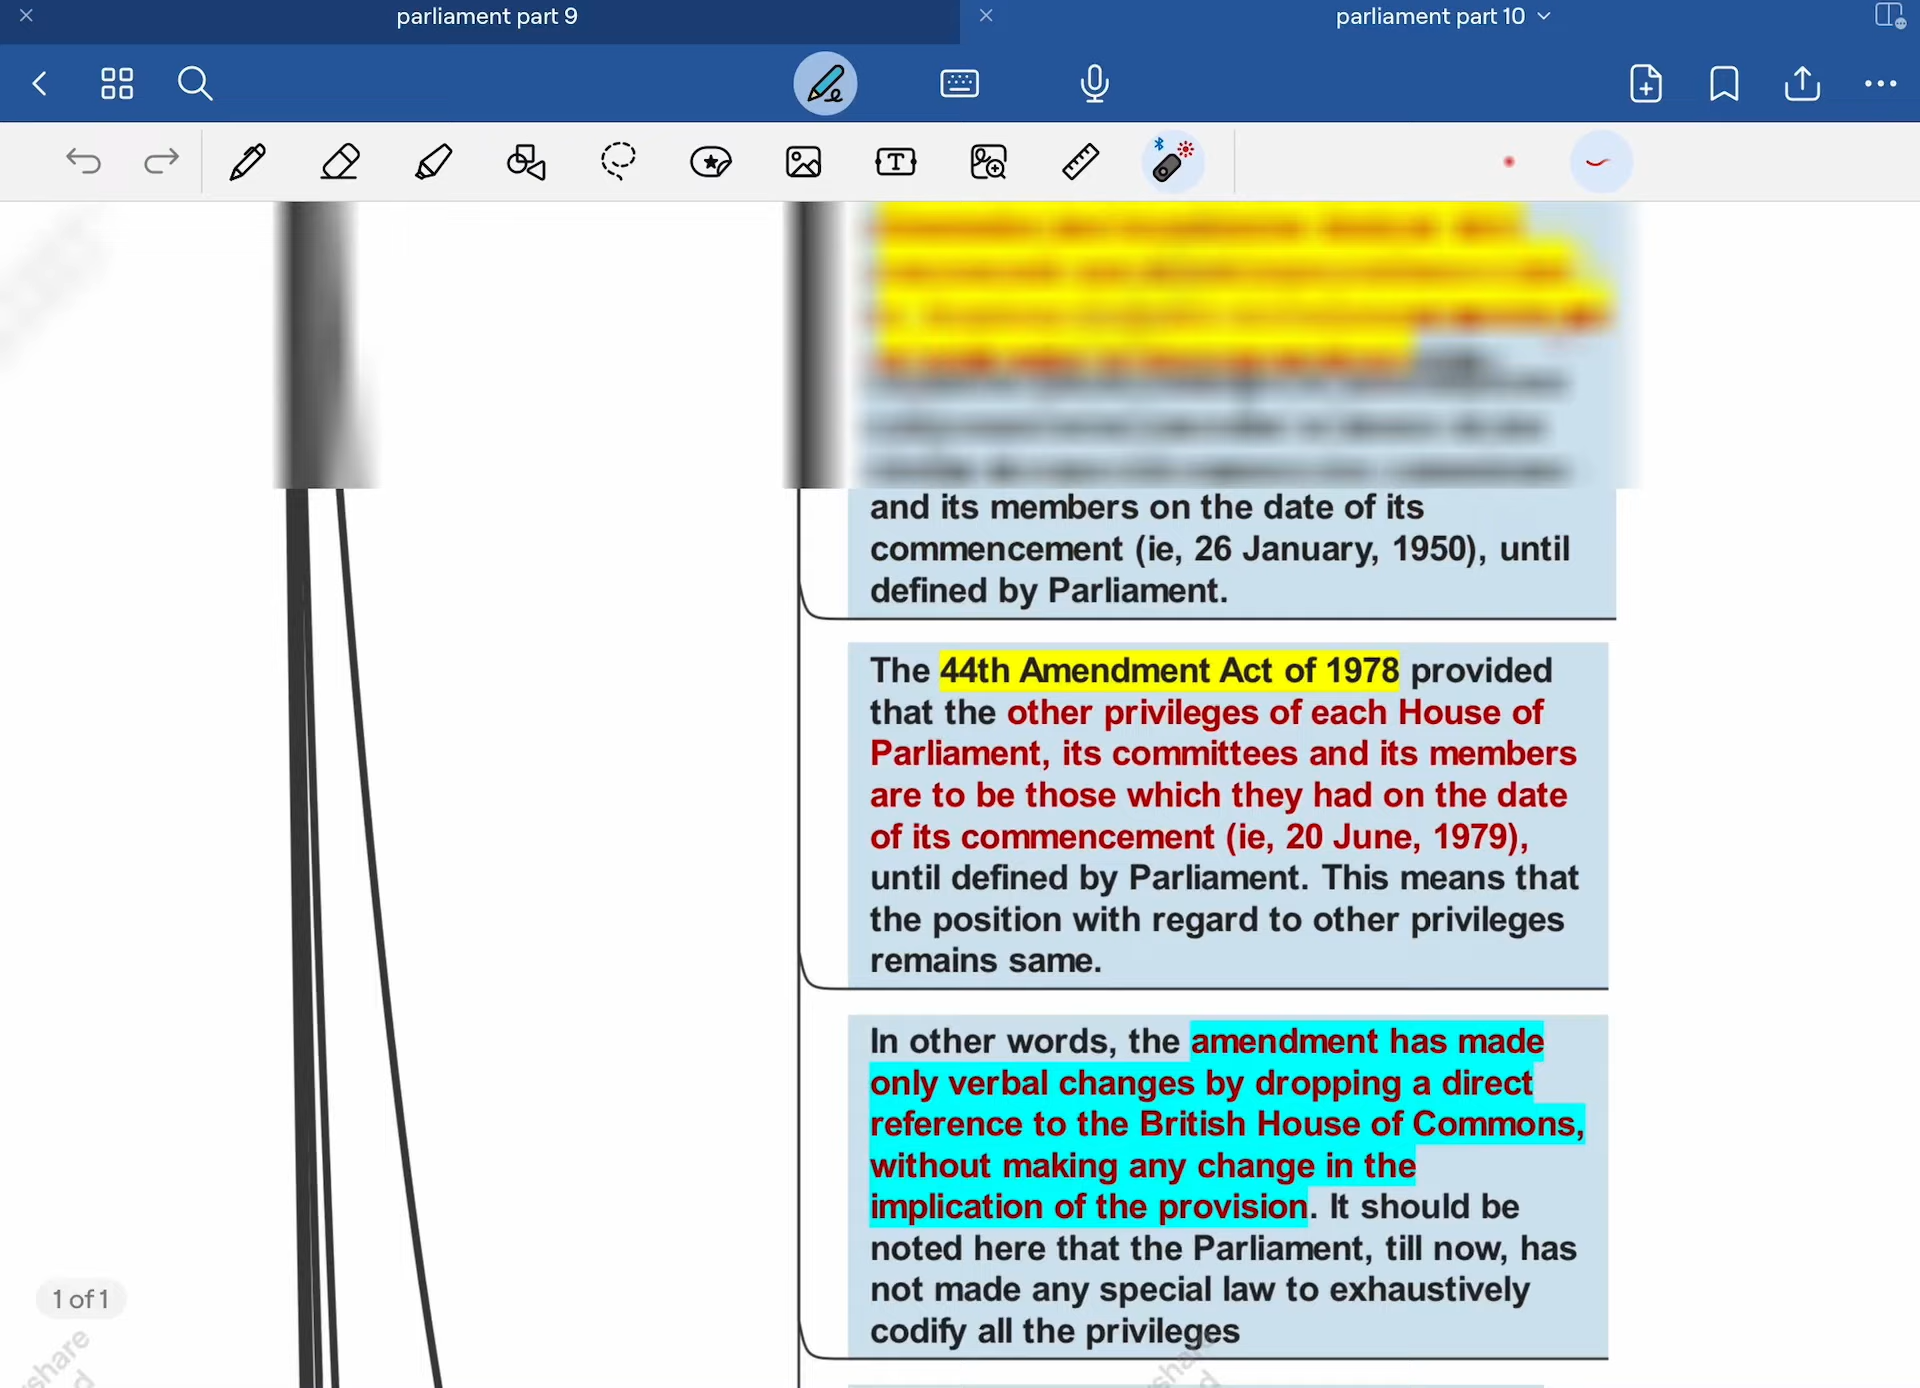 parliament part 9
parliament part 10
and its members on the date of its
commencement (ie, 26 January, 1950), until
defined by Parliament.
The 44th Amendment Act of 1978 provided
that the other privileges of each House of
Parliament, its committees and its members
are to be those which they had on the date
of its commencement (ie, 20 June, 1979),
until defined by Parliament. This means that
the position with regard to other privileges
remains same.
In other words, the amendment has made
only verbal changes by dropping a direct
reference to the British House of Commons,
without making any change in the
implication of the provision. It should be
noted here that the Parliament, till now, has
not made any special law to exhaustively
codify all the privileges
1 of 1